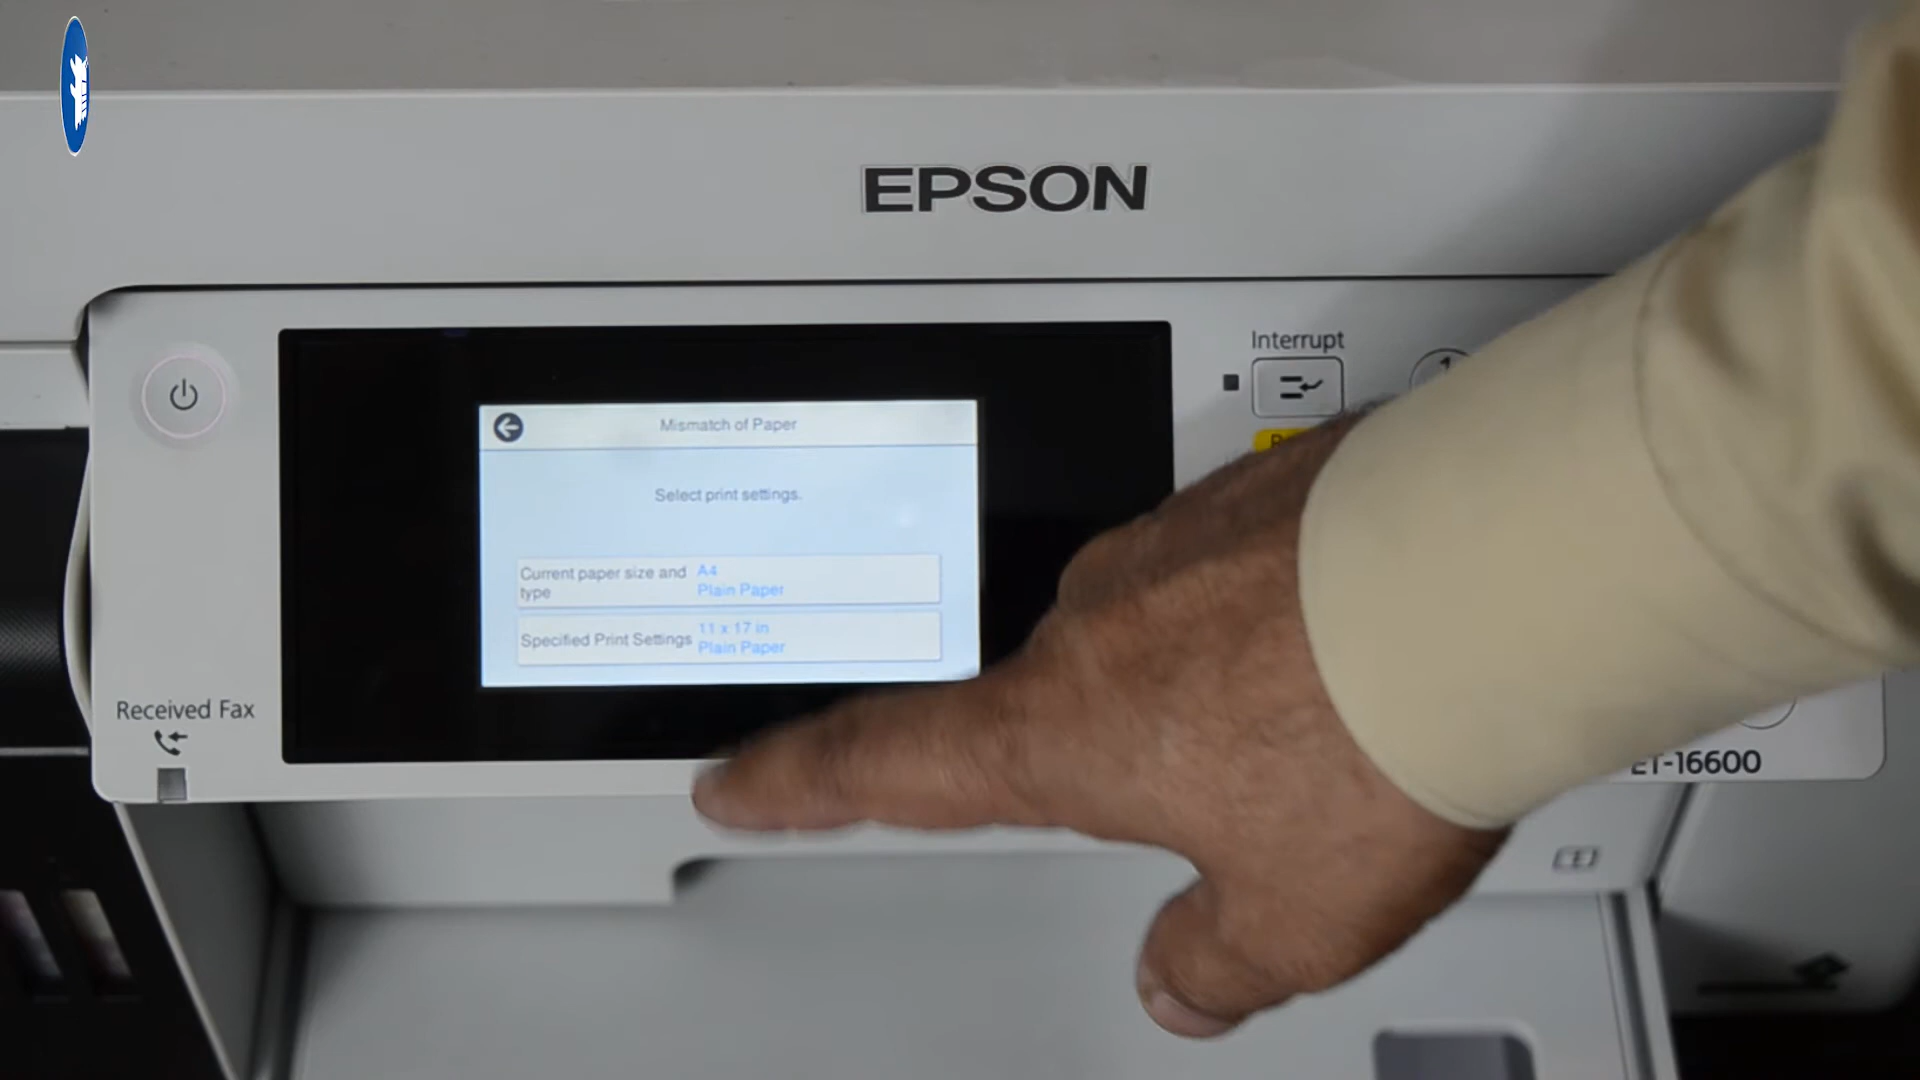 EPSON
Interrupt
Mismatch of Paper
Select print settings.
Current paper size and
type
A4
Plain Paper
Specified Print Settings
11 x 17 in
Plain Paper
Received Fax
ET-16600